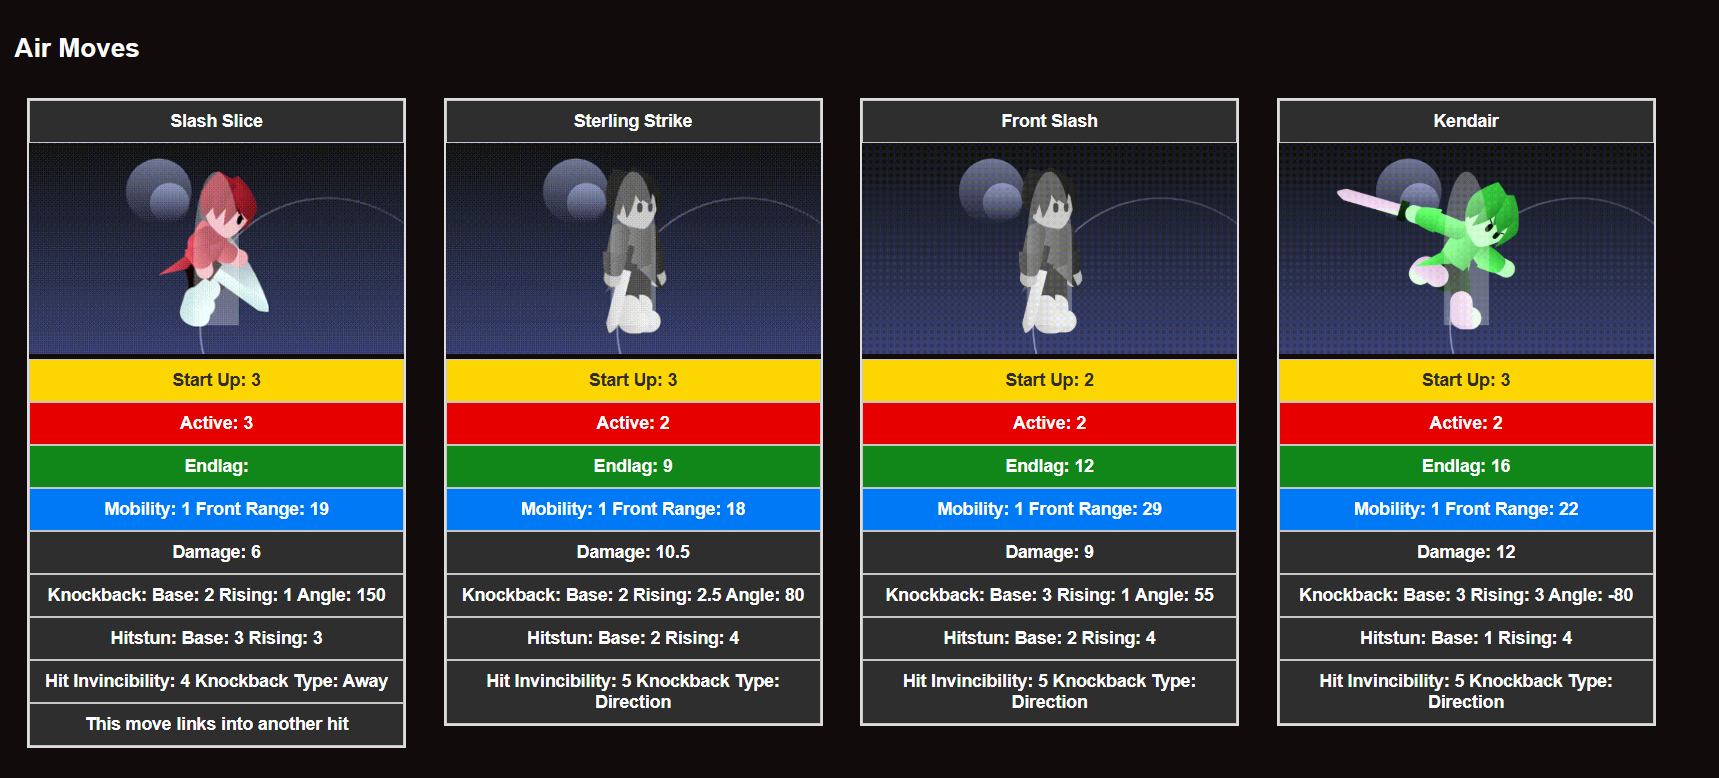 Air Moves
Slash Slice
Start Up: 3
Active: 3
Endlag:
Mobility: 1 Front Range: 19
Damage: 6
Knockback: Base: 2 Rising: 1 Angle: 150
Hitstun: Base: 3 Rising: 3
Hit Invincibility: 4 Knockback Type: Away
This move links into another hit
Sterling Strike
Start Up: 3
Active: 2
Endlag: 9
Mobility: 1 Front Range: 18
Damage: 10.5
Knockback: Base: 2 Rising: 2.5 Angle: 80
Hitstun: Base: 2 Rising: 4
Hit Invincibility: 5 Knockback Type:
Direction
Front Slash
Start Up: 2
Active: 2
Endlag: 12
Mobility: 1 Front Range: 29
Damage: 9
Knockback: Base: 3 Rising: 1 Angle: 55
Hitstun: Base: 2 Rising: 4
Hit Invincibility: 5 Knockback Type:
Direction
Kendair
Start Up: 3
Active: 2
Endlag: 16
Mobility: 1 Front Range: 22
Damage: 12
Knockback: Base: 3 Rising: 3 Angle: -80
Hitstun: Base: 1 Rising: 4
Hit Invincibility: 5 Knockback Type:
Direction